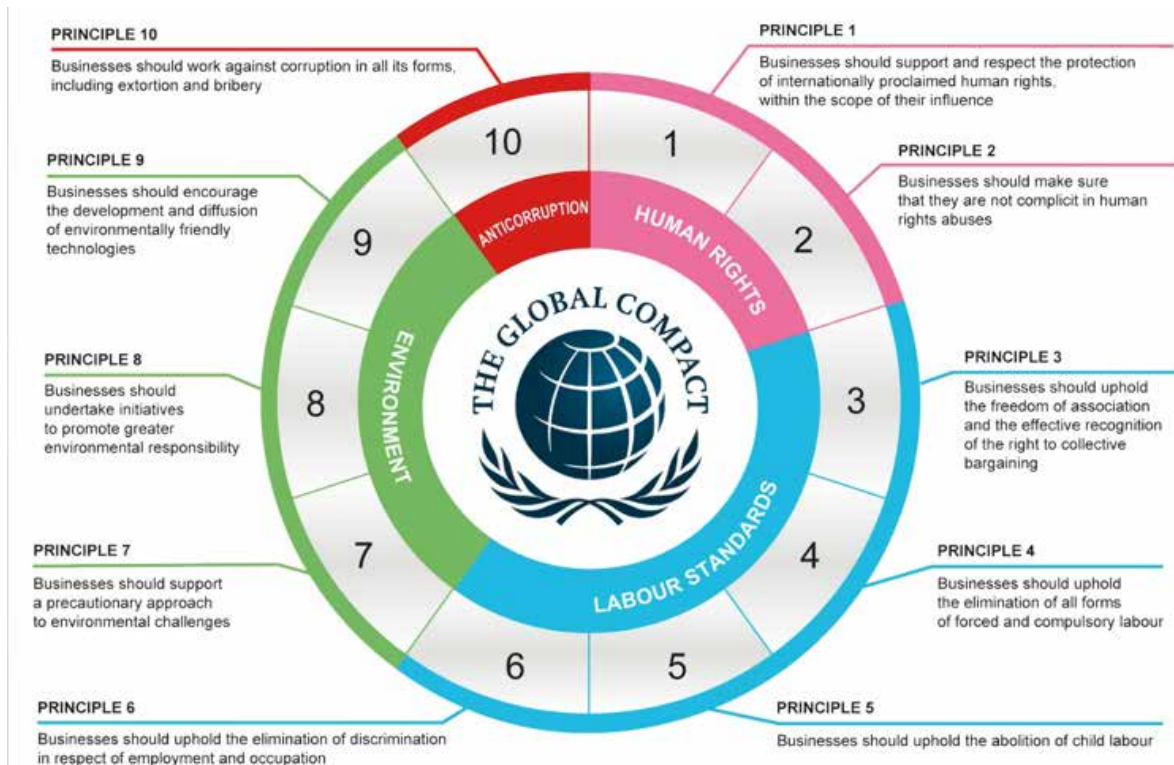 PRINCIPLE 10
Businesses should work against corruption in all its forms,
including extortion and bribery
PRINCIPLE 1
Businesses should support and respect the protection
of internationally proclaimed human rights,
within the scope of their influence
PRINCIPLE 9
Businesses should encourage
the development and diffusion
of environmentally friendly
technologies
PRINCIPLE 2
Businesses should make sure
that they are not complicit in human
rights abuses
PRINCIPLE 8
Businesses should
undertake initiatives
to promote greater
environmental responsibility
PRINCIPLE 3
Businesses should uphold
the freedom of association
and the effective recognition
of the right to collective
bargaining
PRINCIPLE 7
Businesses should support
a precautionary approach
to environmental challenges
PRINCIPLE 4
Businesses should uphold
the elimination of all forms
of forced and compulsory labour
PRINCIPLE 6
Businesses should uphold the elimination of discrimination
in respect of employment and occupation
PRINCIPLE 5
Businesses should uphold the abolition of child labour
10
1
2
3
4
5
6
7
8
9
ANTICORRUPTION
HUMAN RIGHTS
LABOUR STANDARDS
ENVIRONMENT
THE GLOBAL COMPACT